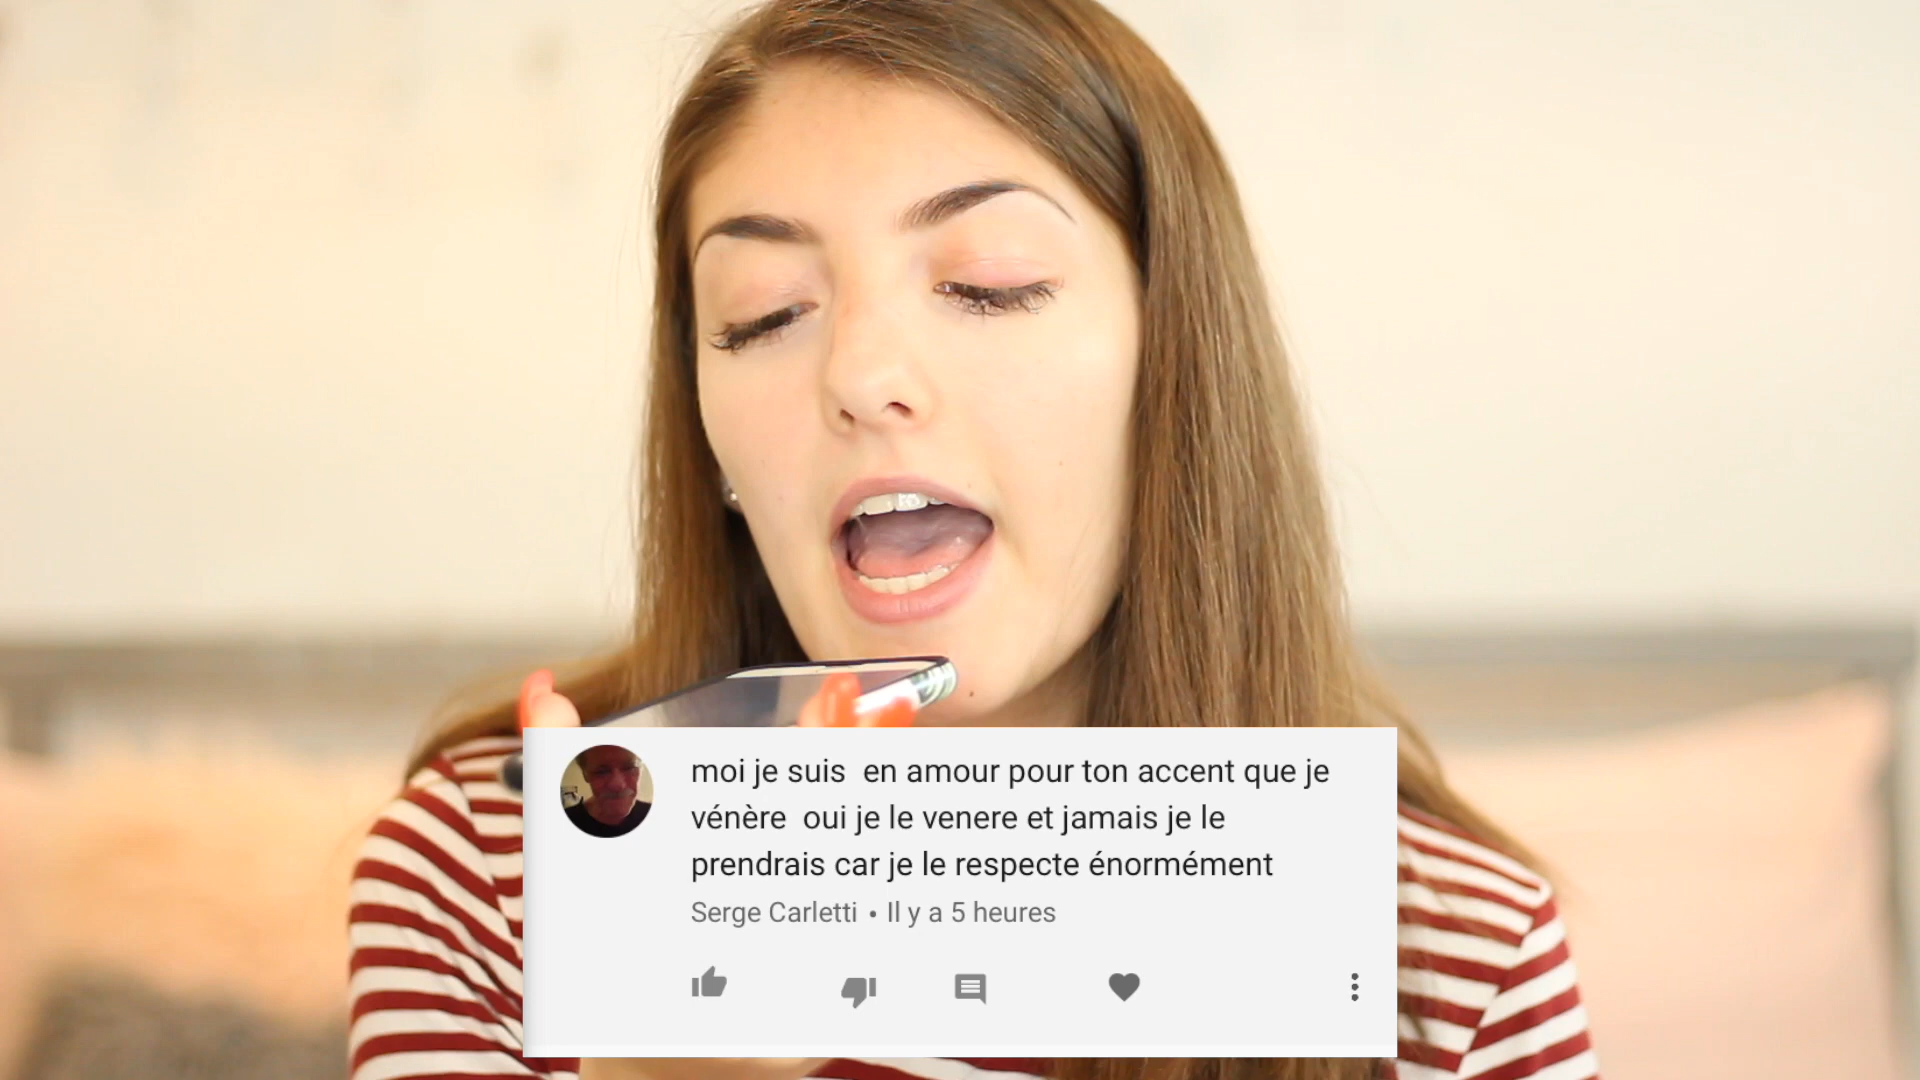 moi je suis  en amour pour ton accent que je
vénère  oui je le venere et jamais je le
prendrais car je le respecte énormément
Serge Carletti • Il y a 5 heures